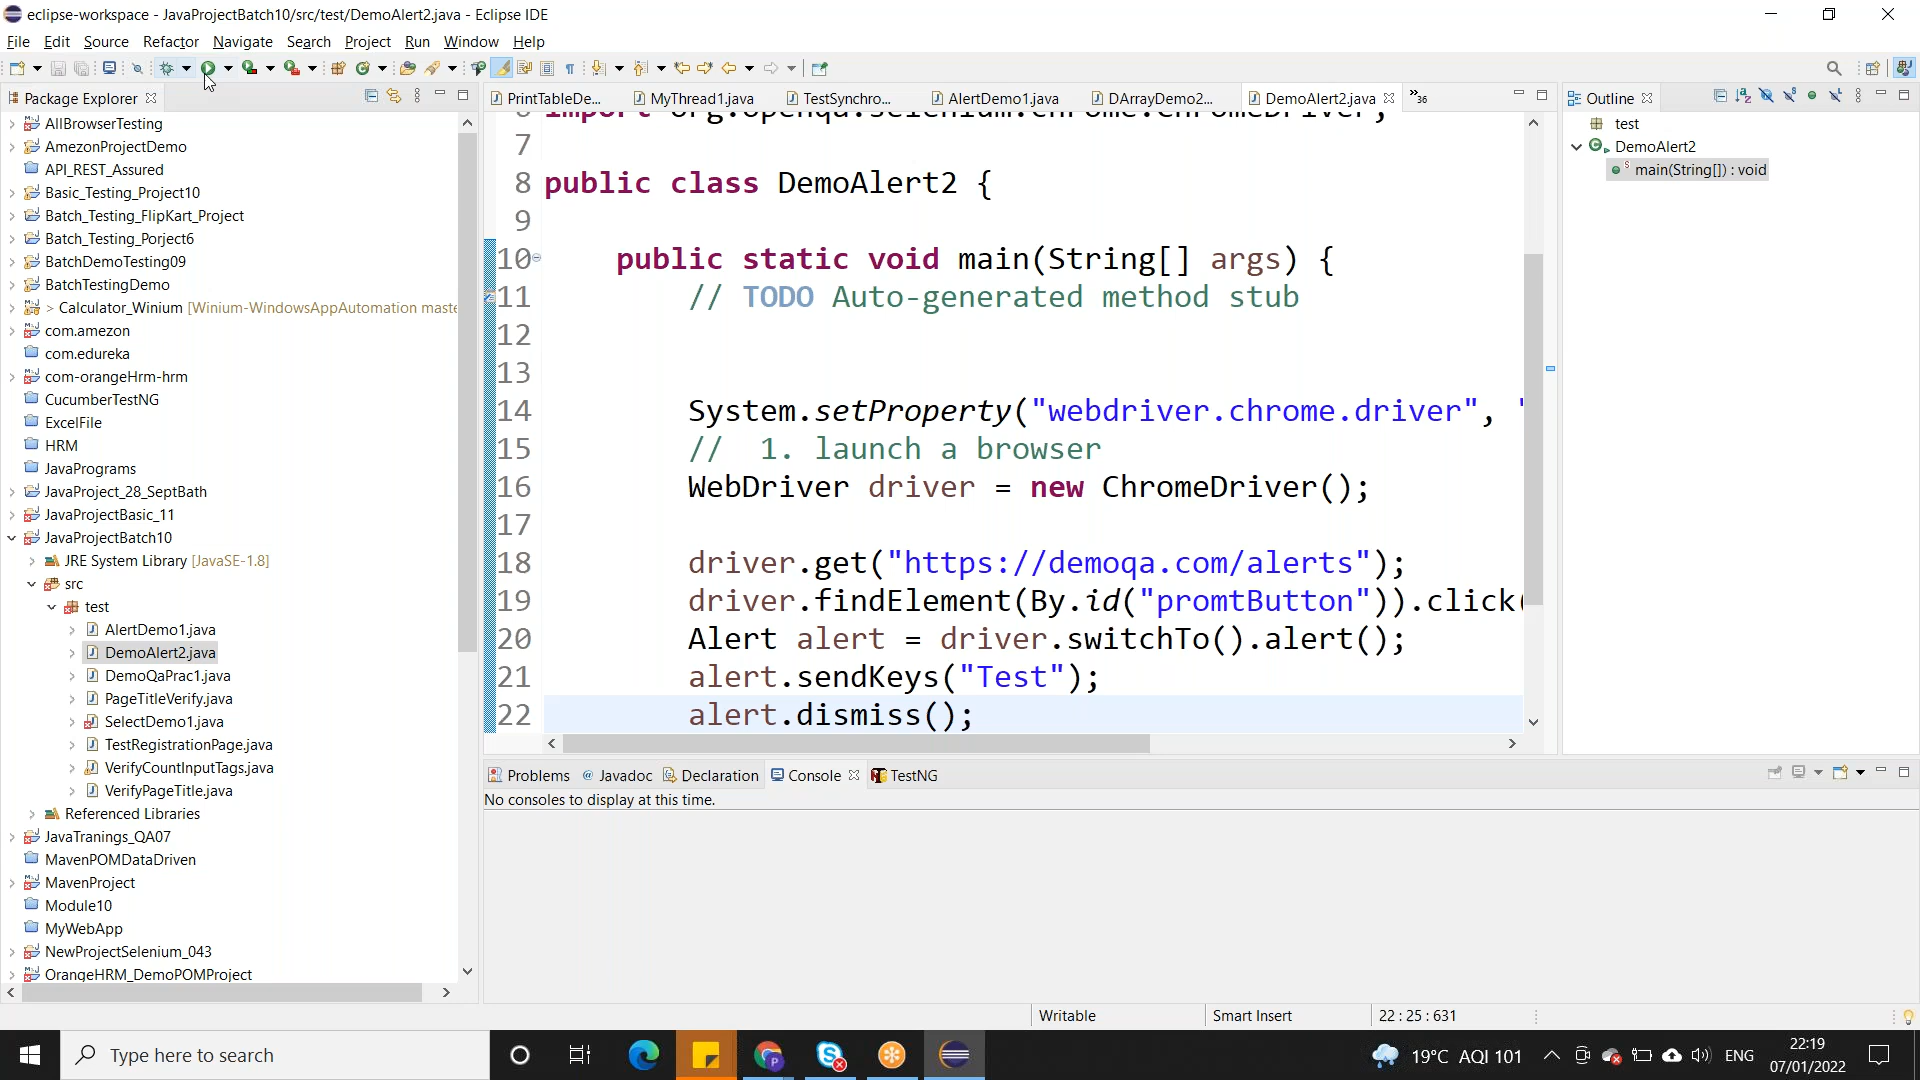 eclipse-workspace - JavaProjectBatch10/src/test/DemoAlert2.java - Eclipse IDE
File Edit Source Refactor Navigate Search Project Run Window Help
Package Explorer
AllBrowserTesting
AmezonProjectDemo
API_REST_Assured
Basic_Testing_Project10
Batch_Testing_FlipKart_Project
Batch_Testing_Porject6
BatchDemoTesting09
BatchTestingDemo
> Calculator_Winium [Winium-WindowsAppAutomation maste
com.amezon
com.edureka
com-orangeHrm-hrm
CucumberTestNG
ExcelFile
HRM
JavaPrograms
JavaProject_28_SeptBath
JavaProjectBasic_11
JavaProjectBatch10
JRE System Library [JavaSE-1.8]
src
test
AlertDemo1.java
DemoAlert2.java
DemoQaPrac1.java
PageTitleVerify.java
SelectDemo1.java
TestRegistrationPage.java
VerifyCountInputTags.java
VerifyPageTitle.java
Referenced Libraries
JavaTranings_QA07
MavenPOMDataDriven
MavenProject
Module10
MyWebApp
NewProjectSelenium_043
OrangeHRM_DemoPOMProject
PrintTableDe... MyThread1.java TestSynchro... AlertDemo1.java DArrayDemo2... DemoAlert2.java »36
6 import org.openqa.selenium.chrome.ChromeDriver;
7
8 public class DemoAlert2 {
9
10 public static void main(String[] args) {
11 // TODO Auto-generated method stub
12
13
14 System.setProperty("webdriver.chrome.driver", "
15 // 1. launch a browser
16 WebDriver driver = new ChromeDriver();
17
18 driver.get("https://demoqa.com/alerts");
19 driver.findElement(By.id("promtButton")).click(
20 Alert alert = driver.switchTo().alert();
21 alert.sendKeys("Test");
22 alert.dismiss();
Outline
test
DemoAlert2
main(String[]) : void
Problems Javadoc Declaration Console TestNG
No consoles to display at this time.
Writable Smart Insert 22 : 25 : 631
Type here to search
19°C AQI 101 ENG
22:19
07/01/2022